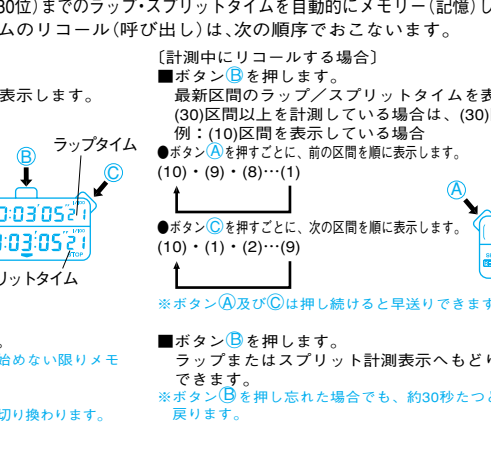 30位)までのラップ・スプリットタイムを自動的にメモリー(記憶)し
ムのリコール(呼び出し)は、次の順序でおこないます。
表示します。
Ⓑ
ラップタイム
Ⓒ
0:03'05"21
0:03'05"21
リットタイム
。
始めない限りメモ
切り換わります。
〔計測中にリコールする場合〕
■ボタンⒷを押します。
最新区間のラップ／スプリットタイムを表
(30)区間以上を計測している場合は、(30)
例：(10)区間を表示している場合
●ボタンⒶを押すごとに、前の区間を順に表示します。
(10)・(9)・(8)…(1)
●ボタンⒸを押すごとに、次の区間を順に表示します。
(10)・(1)・(2)…(9)
※ボタンⒶ及びⒸは押し続けると早送りできます
Ⓐ
■ボタンⒷを押します。
ラップまたはスプリット計測表示へもどり
できます。
※ボタンⒷを押し忘れた場合でも、約30秒たつと
戻ります。